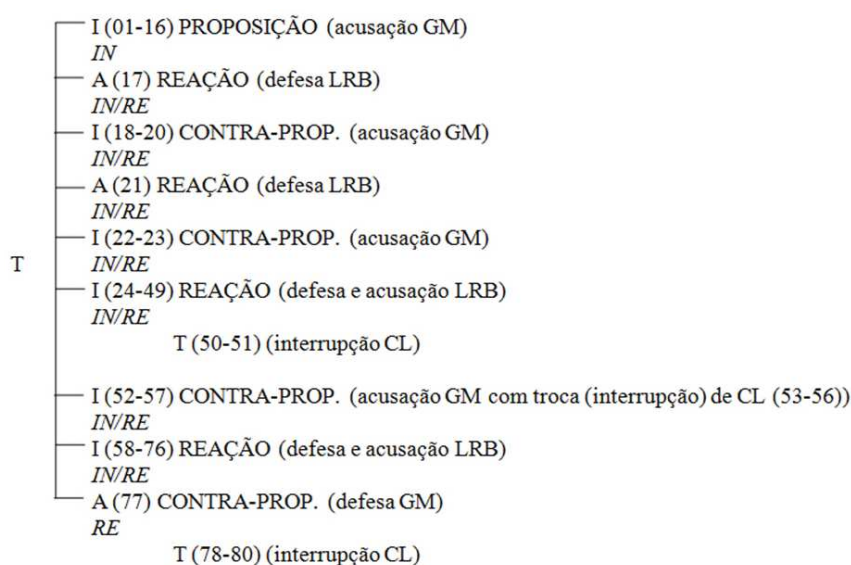 I (01-16) PROPOSIÇÃO (acusação GM)
IN
A (17) REAÇÃO (defesa LRB)
IN/RE
I (18-20) CONTRA-PROP. (acusação GM)
IN/RE
A (21) REAÇÃO (defesa LRB)
IN/RE
I (22-23) CONTRA-PROP. (acusação GM)
IN/RE
T
I (24-49) REAÇÃO (defesa e acusação LRB)
IN/RE
T (50-51) (interrupção CL)
I (52-57) CONTRA-PROP. (acusação GM com troca (interrupção) de CL (53-56))
IN/RE
I (58-76) REAÇÃO (defesa e acusação LRB)
IN/RE
A (77) CONTRA-PROP. (defesa GM)
RE
T (78-80) (interrupção CL)